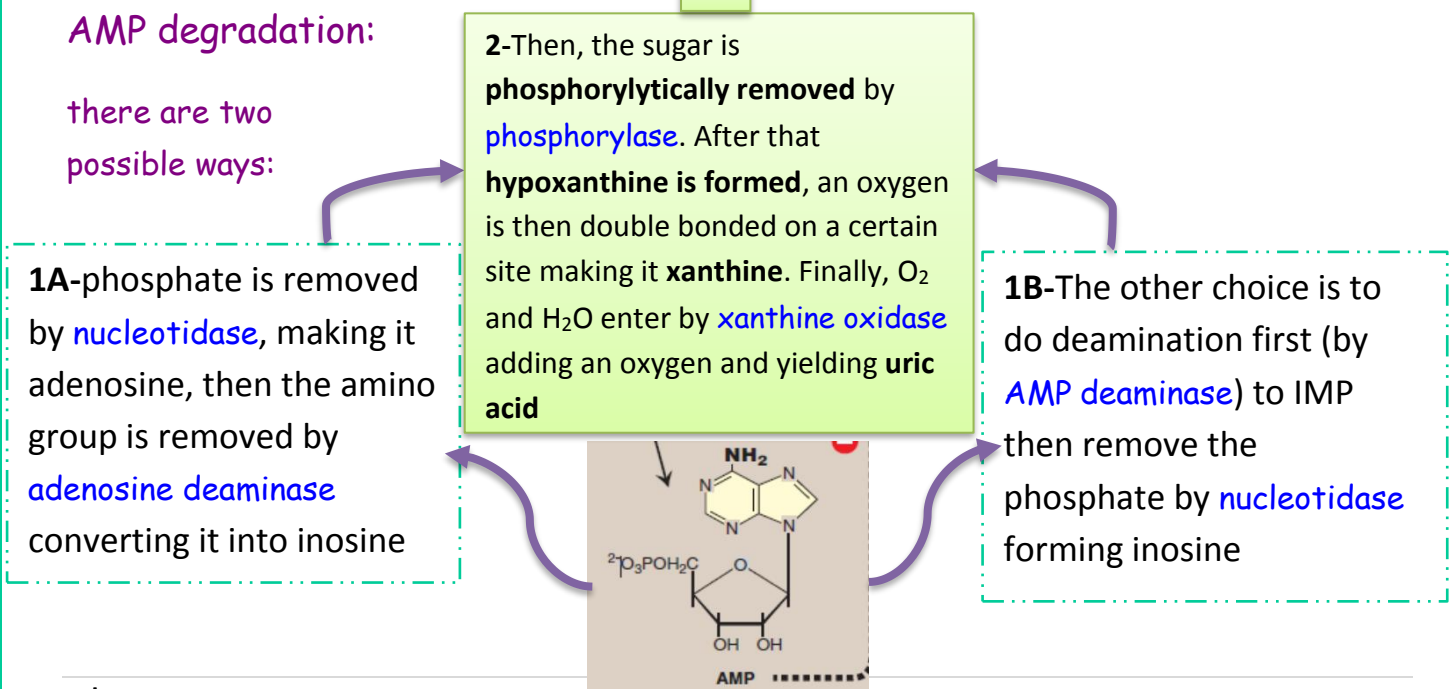 AMP degradation:
there are two
possible ways:
2-Then, the sugar is
phosphorylytically removed by
phosphorylase. After that
hypoxanthine is formed, an oxygen
is then double bonded on a certain
site making it xanthine. Finally, O₂
and H₂O enter by xanthine oxidase
adding an oxygen and yielding uric
acid
1A-phosphate is removed
by nucleotidase, making it
adenosine, then the amino
group is removed by
adenosine deaminase
converting it into inosine
1B-The other choice is to
do deamination first (by
AMP deaminase) to IMP
then remove the
phosphate by nucleotidase
forming inosine
NH₂
N N
N N
O₃POH₂C O
OH OH
AMP